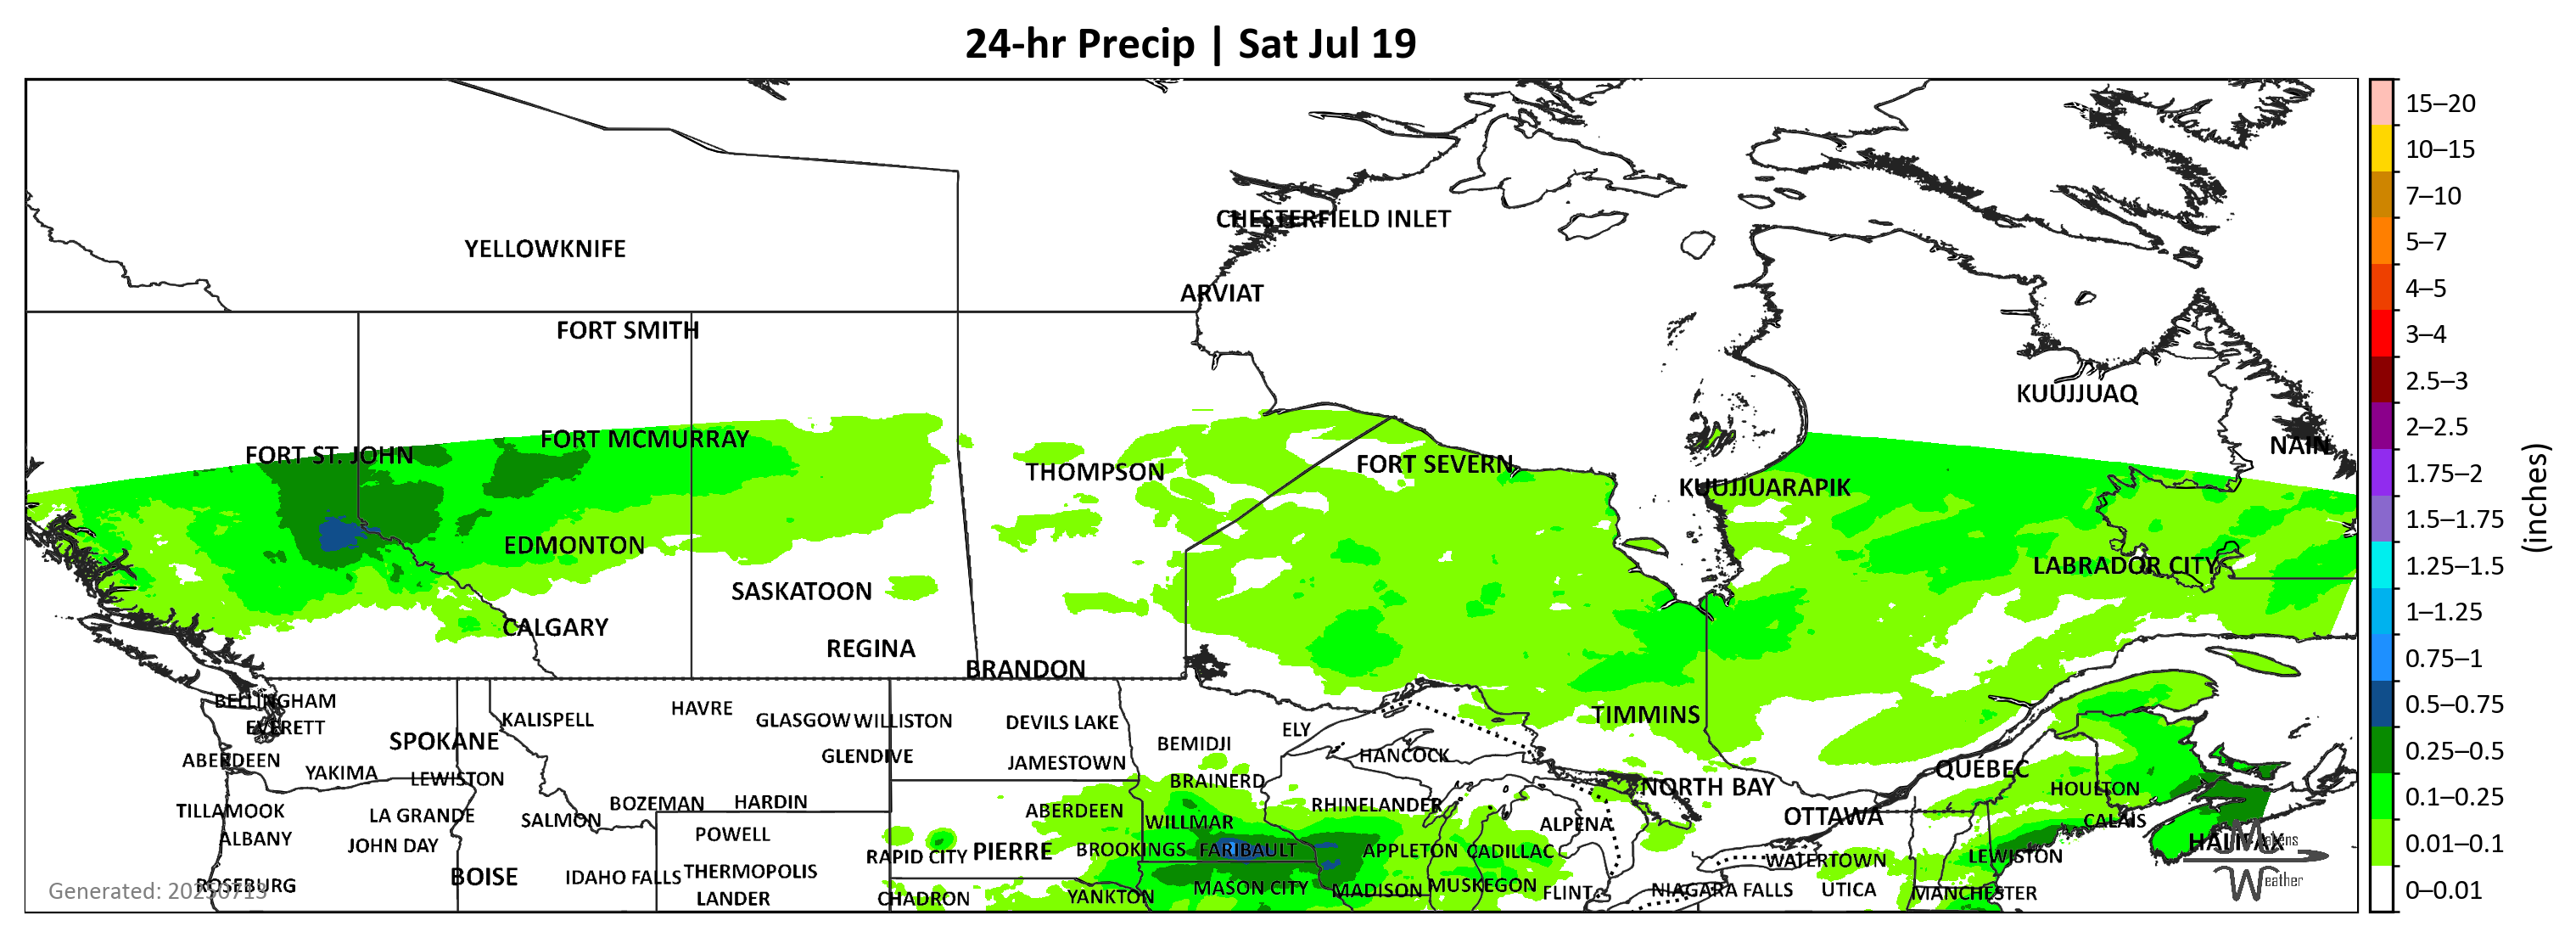 24-hr Precip | Sat Jul 19
CHESTERFIELD INLET
YELLOWKNIFE
ARVIAT
FORT SMITH
KUUJJUAQ
FORT MCMURRAY
NAIN
FORT ST. JOHN
THOMPSON
FORT SEVERN
KUUJJUARAPIK
EDMONTON
LABRADOR CITY
SASKATOON
CALGARY
REGINA
BRANDON
BELLINGHAM
KALISPELL
HAVRE
GLASGOW
WILLISTON
DEVILS LAKE
TIMMINS
EVERETT
ELY
SPOKANE
BEMIDJI
ABERDEEN
GLENDIVE
JAMESTOWN
HANCOCK
QUÉBEC
YAKIMA
LEWISTON
BRAINERD
NORTH BAY
HOULTON
BOZEMAN
HARDIN
RHINELANDER
TILLAMOOK
LA GRANDE
SALMON
ABERDEEN
WILLMAR
ALPENA
OTTAWA
CALAIS
ALBANY
JOHN DAY
POWELL
RAPID CITY
PIERRE
BROOKINGS
FARIBAULT
APPLETON
CADILLAC
WATERTOWN
LEWISTON
HALIFAX
BOISE
IDAHO FALLS
THERMOPOLIS
ROSEBURG
LANDER
CHADRON
YANKTON
MASON CITY
MADISON
MUSKEGON
FLINT
NIAGARA FALLS
UTICA
MANCHESTER
Generated: 20250713
Weather
15–20
10–15
7–10
5–7
4–5
3–4
2.5–3
2–2.5
1.75–2
1.5–1.75
1.25–1.5
1–1.25
0.75–1
0.5–0.75
0.25–0.5
0.1–0.25
0.01–0.1
0–0.01
(inches)